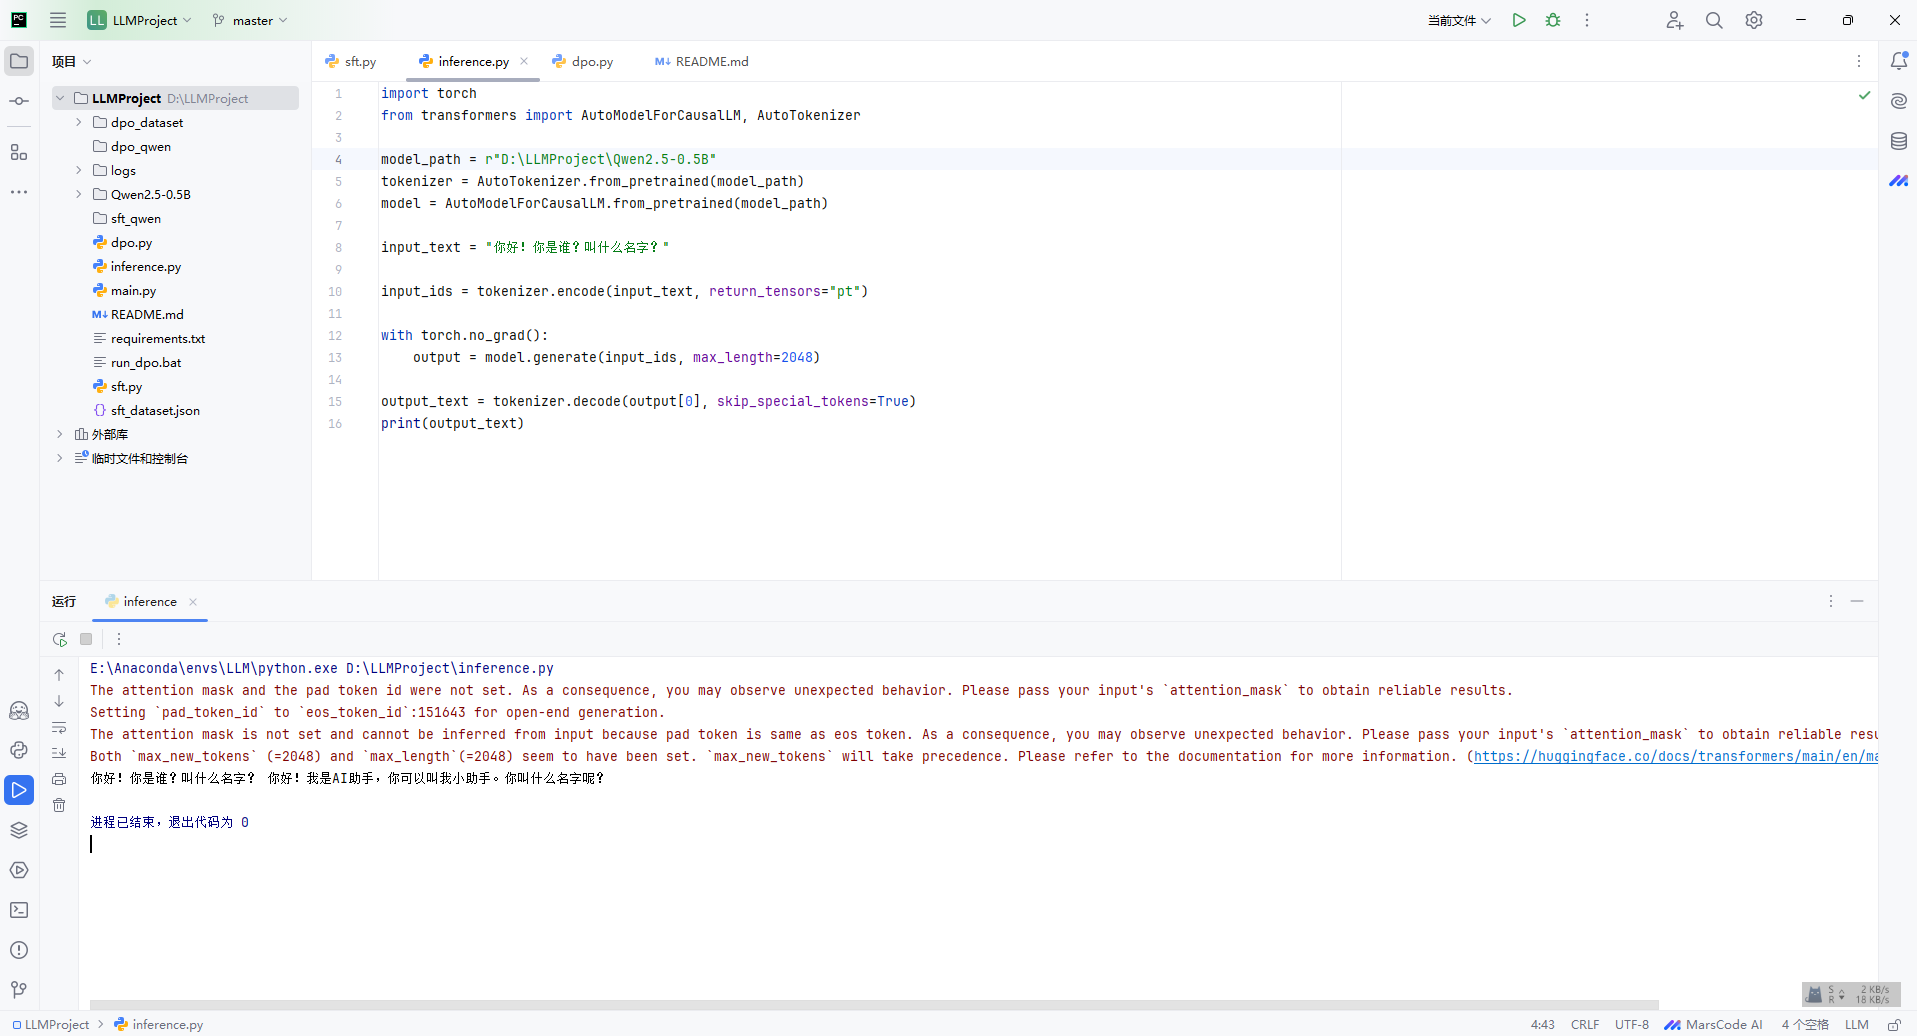 PC
LL LLMProject master
当前文件
项目
sft.py inference.py dpo.py M↓ README.md
LLMProject D:\LLMProject
dpo_dataset
dpo_qwen
logs
Qwen2.5-0.5B
sft_qwen
dpo.py
inference.py
main.py
M↓ README.md
requirements.txt
run_dpo.bat
sft.py
sft_dataset.json
外部库
临时文件和控制台
1 import torch
2 from transformers import AutoModelForCausalLM, AutoTokenizer
3
4 model_path = r"D:\LLMProject\Qwen2.5-0.5B"
5 tokenizer = AutoTokenizer.from_pretrained(model_path)
6 model = AutoModelForCausalLM.from_pretrained(model_path)
7
8 input_text = "你好！你是谁？叫什么名字？"
9
10 input_ids = tokenizer.encode(input_text, return_tensors="pt")
11
12 with torch.no_grad():
13 output = model.generate(input_ids, max_length=2048)
14
15 output_text = tokenizer.decode(output[0], skip_special_tokens=True)
16 print(output_text)
运行 inference
E:\Anaconda\envs\LLM\python.exe D:\LLMProject\inference.py
The attention mask and the pad token id were not set. As a consequence, you may observe unexpected behavior. Please pass your input's `attention_mask` to obtain reliable results.
Setting `pad_token_id` to `eos_token_id`:151643 for open-end generation.
The attention mask is not set and cannot be inferred from input because pad token is same as eos token. As a consequence, you may observe unexpected behavior. Please pass your input's `attention_mask` to obtain reliable resu
Both `max_new_tokens` (=2048) and `max_length`(=2048) seem to have been set. `max_new_tokens` will take precedence. Please refer to the documentation for more information. (https://huggingface.co/docs/transformers/main/en/ma
你好！你是谁？叫什么名字？ 你好！我是AI助手，你可以叫我小助手。你叫什么名字呢？
进程已结束，退出代码为 0
S 2 KB/s
R 18 KB/s
LLMProject inference.py 4:43 CRLF UTF-8 MarsCode AI 4 个空格 LLM